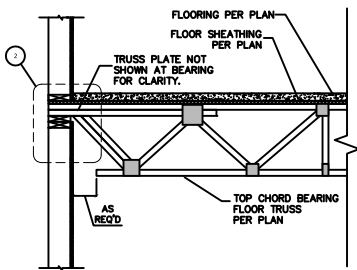 FLOORING PER PLAN
FLOOR SHEATHING
PER PLAN
2
TRUSS PLATE NOT
SHOWN AT BEARING
FOR CLARITY.
AS
REQ'D
TOP CHORD BEARING
FLOOR TRUSS
PER PLAN